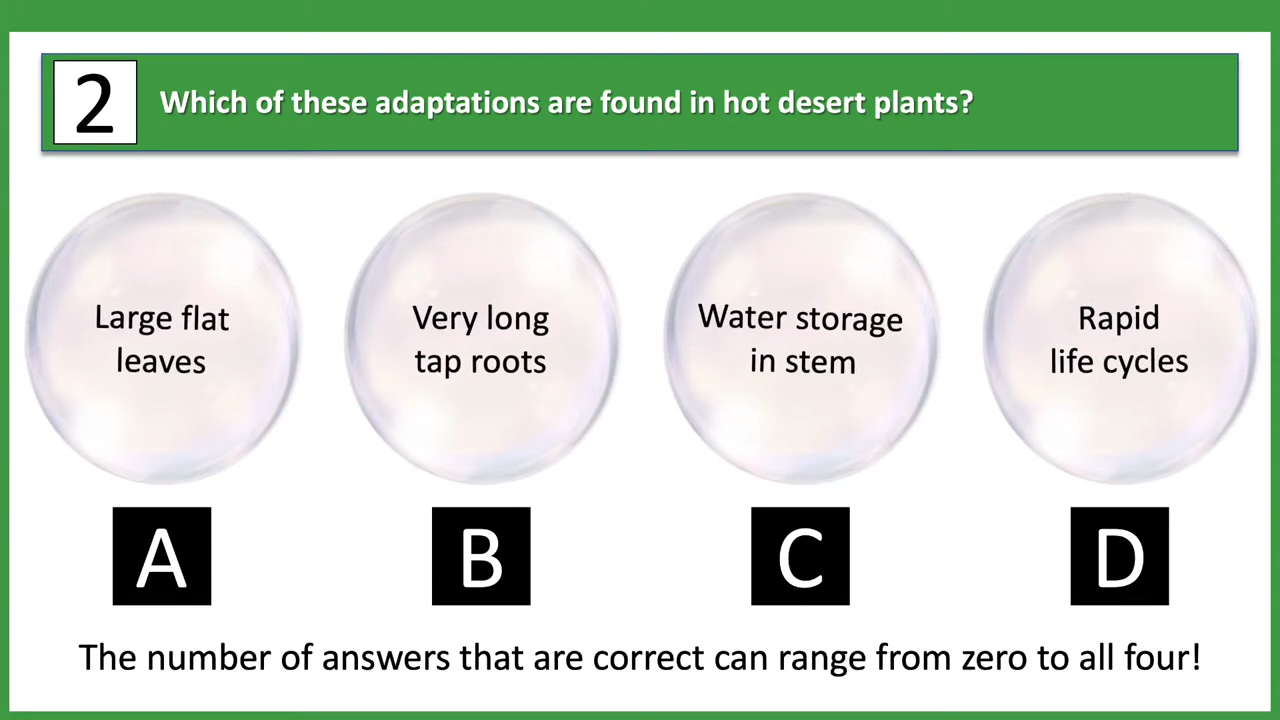 2
Which of these adaptations are found in hot desert plants?
Large flat
leaves
Very long
tap roots
Water storage
in stem
Rapid
life cycles
A
B
C
D
The number of answers that are correct can range from zero to all four!